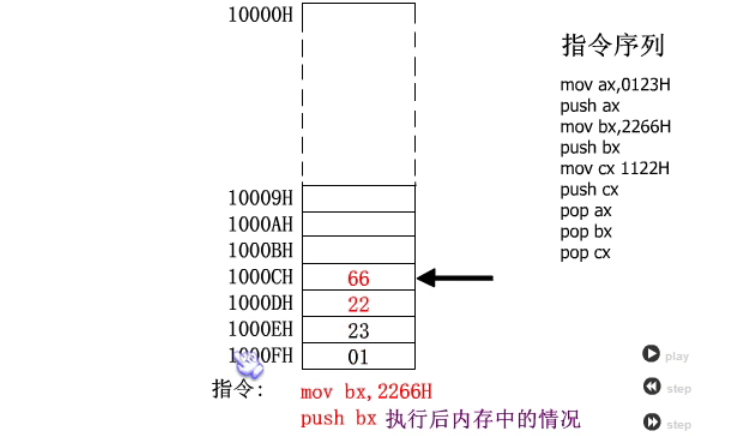 10000H
指令序列
mov ax,0123H
push ax
mov bx,2266H
push bx
mov cx 1122H
push cx
pop ax
pop bx
pop cx
10009H
1000AH
1000BH
1000CH 66
1000DH 22
1000EH 23
1000FH 01
play
step
step
指令: mov bx,2266H
push bx 执行后内存中的情况